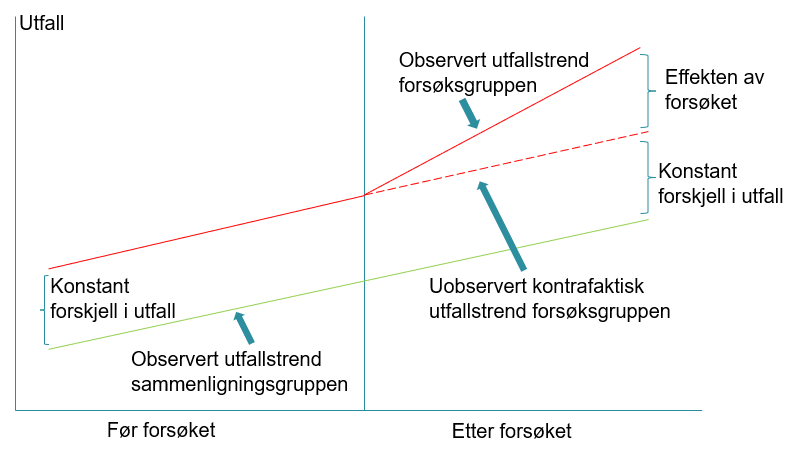 Utfall
Observert utfallstrend
forsøksgruppen
Effekten av
forsøket
Konstant
forskjell i utfall
Konstant
forskjell i utfall
Uobservert kontrafaktisk
utfallstrend forsøksgruppen
Observert utfallstrend
sammenligningsgruppen
Før forsøket
Etter forsøket